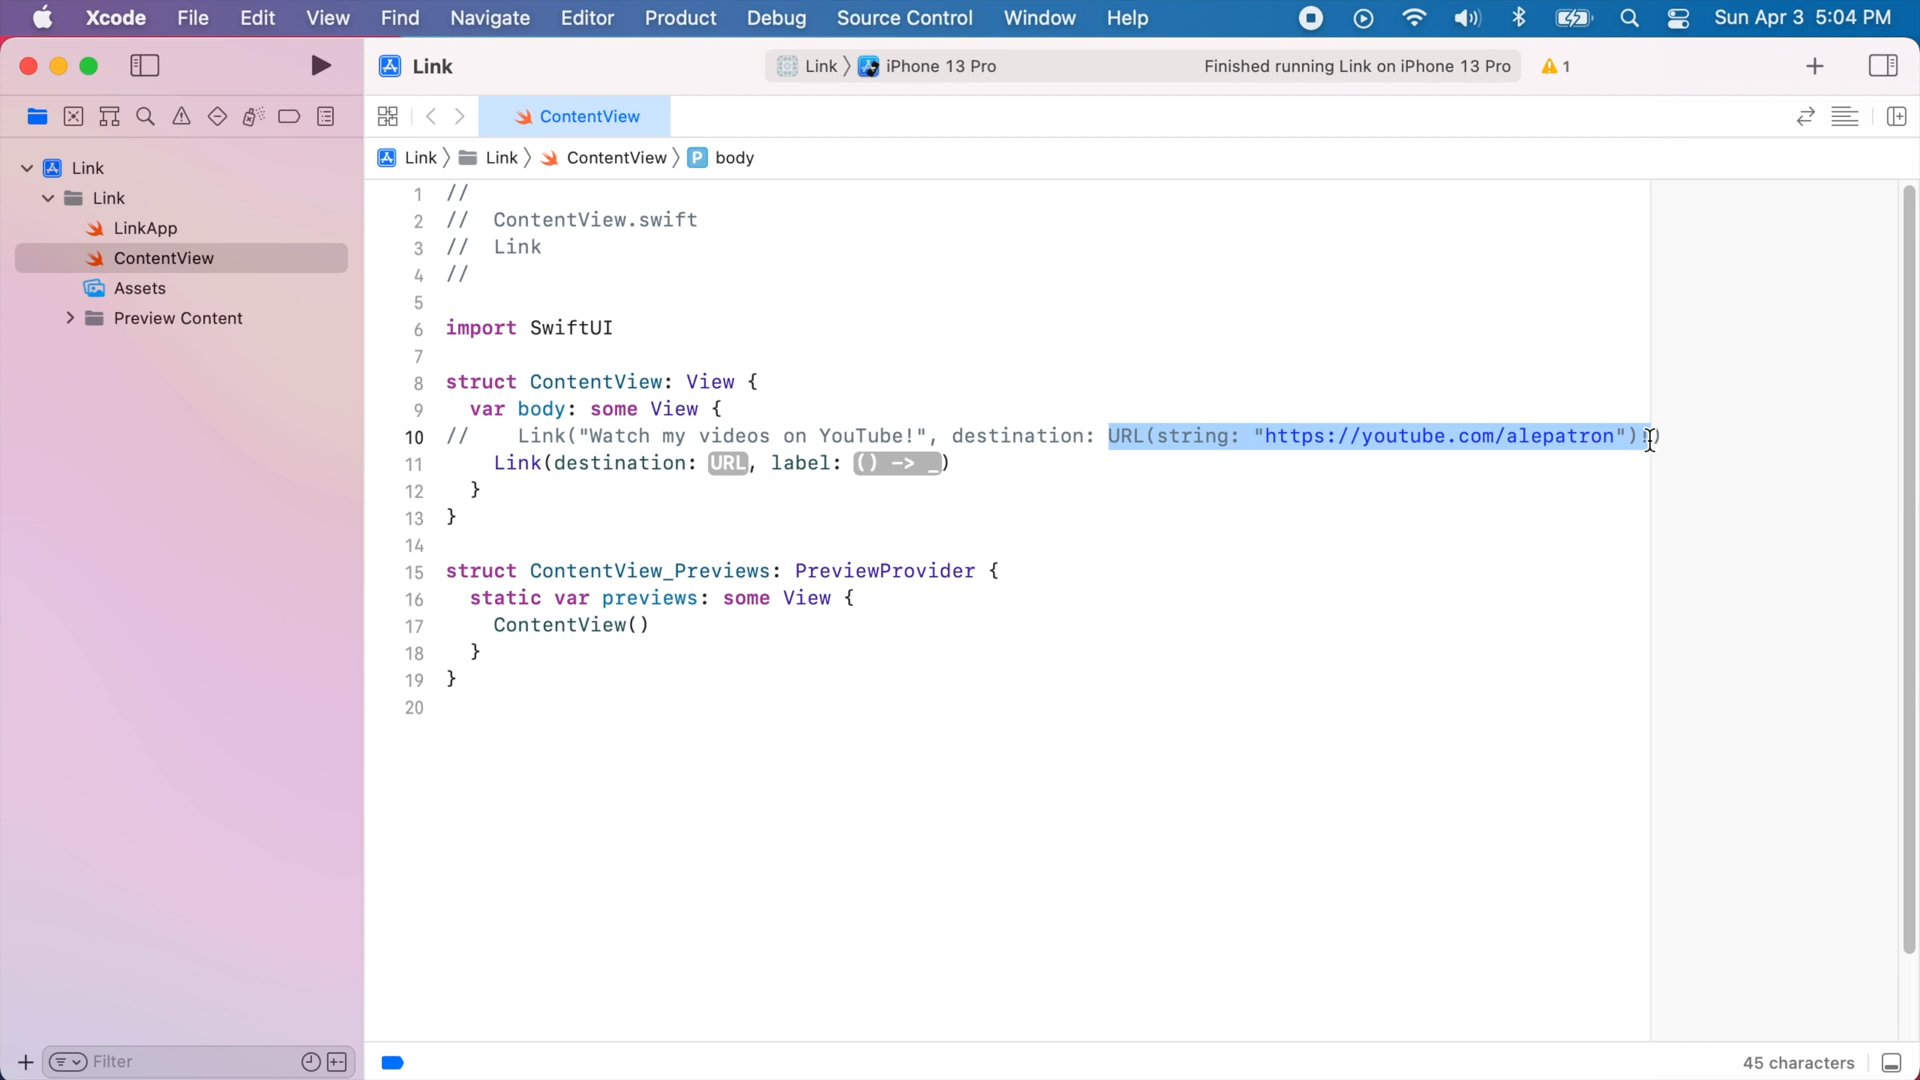 Xcode File Edit View Find Navigate Editor Product Debug Source Control Window Help Sun Apr 3 5:04 PM
Link Link iPhone 13 Pro Finished running Link on iPhone 13 Pro 1
ContentView
Link Link ContentView P body
Link
Link
LinkApp
ContentView
Assets
Preview Content
1 //
2 // ContentView.swift
3 // Link
4 //
5
6 import SwiftUI
7
8 struct ContentView: View {
9 var body: some View {
10 // Link("Watch my videos on YouTube!", destination: URL(string: "https://youtube.com/alepatron")!)
11 Link(destination: URL, label: () -> _)
12 }
13 }
14
15 struct ContentView_Previews: PreviewProvider {
16 static var previews: some View {
17 ContentView()
18 }
19 }
20
Filter
45 characters